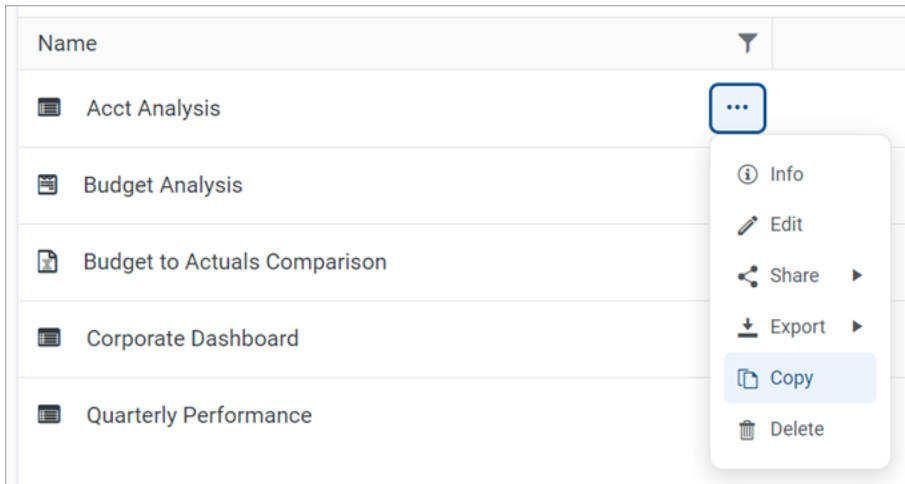 Name
Acct Analysis
Budget Analysis
Budget to Actuals Comparison
Corporate Dashboard
Quarterly Performance
Info
Edit
Share
Export
Copy
Delete